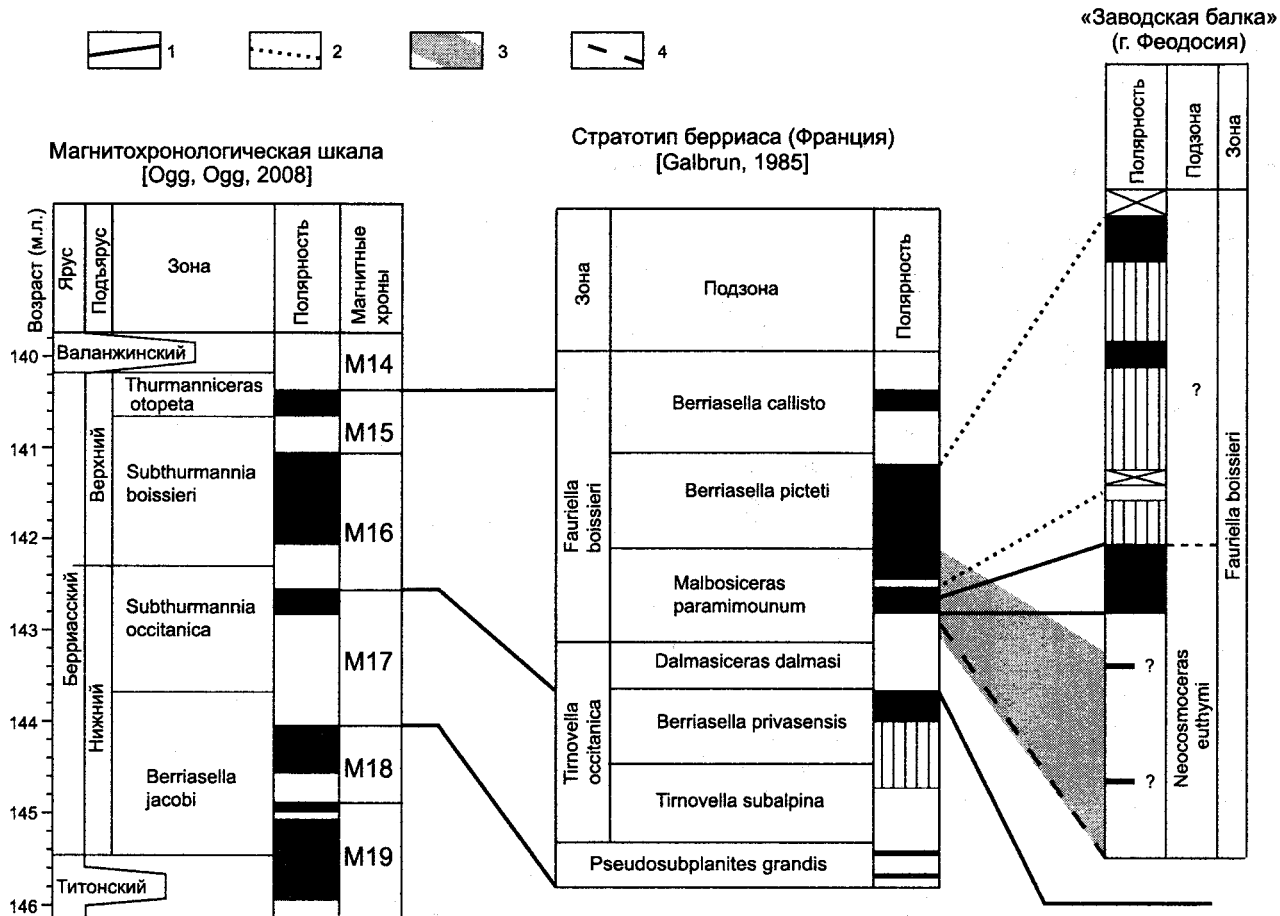 1
2
3
4
«Заводская балка»
(г. Феодосия)
Полярность
Подзона
Зона
?
Fauriella boissieri
?
?
Neocosmoceras
euthymi
Магнитохронологическая шкала
[Ogg, Ogg, 2008]
Возраст (м.л.)
Ярус
Подъярус
Зона
Полярность
Магнитные
хроны
140
141
142
143
144
145
146
Валанжинский
Берриасский
Титонский
Верхний
Нижний
Thurmanniceras
otopeta
Subthurmannia
boissieri
Subthurmannia
occitanica
Berriasella
jacobi
M14
M15
M16
M17
M18
M19
Стратотип берриаса (Франция)
[Galbrun, 1985]
Зона
Подзона
Полярность
Fauriella
boissieri
Tirnovella
occitanica
Berriasella callisto
Berriasella picteti
Malbosiceras
paramimounum
Dalmasiceras dalmasi
Berriasella privasensis
Tirnovella subalpina
Pseudosubplanites grandis